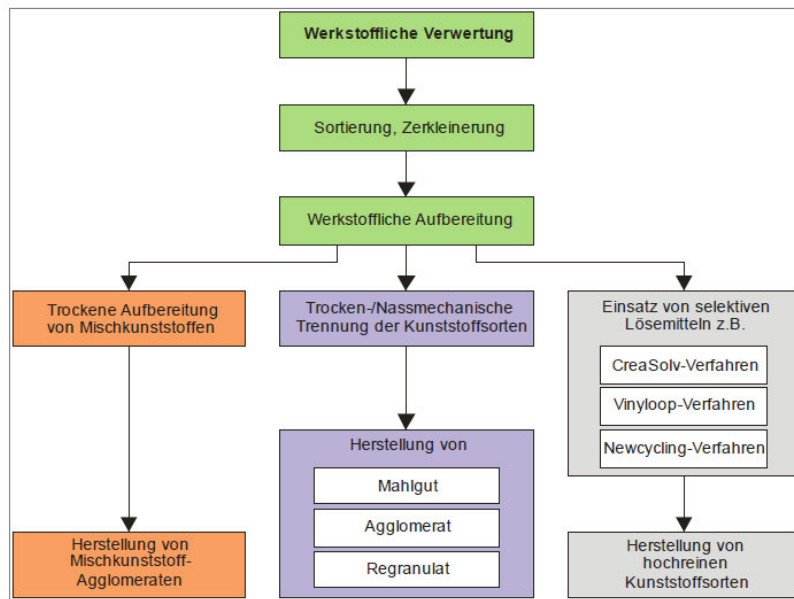 Werkstoffliche Verwertung
Sortierung, Zerkleinerung
Werkstoffliche Aufbereitung
Trockene Aufbereitung
von Mischkunststoffen
Trocken-/Nassmechanische
Trennung der Kunststoffsorten
Einsatz von selektiven
Lösemitteln z.B.
CreaSolv-Verfahren
Vinyloop-Verfahren
Newcycling-Verfahren
Herstellung von
Mahlgut
Agglomerat
Regranulat
Herstellung von
Mischkunststoff-
Agglomeraten
Herstellung von
hochreinen
Kunststoffsorten